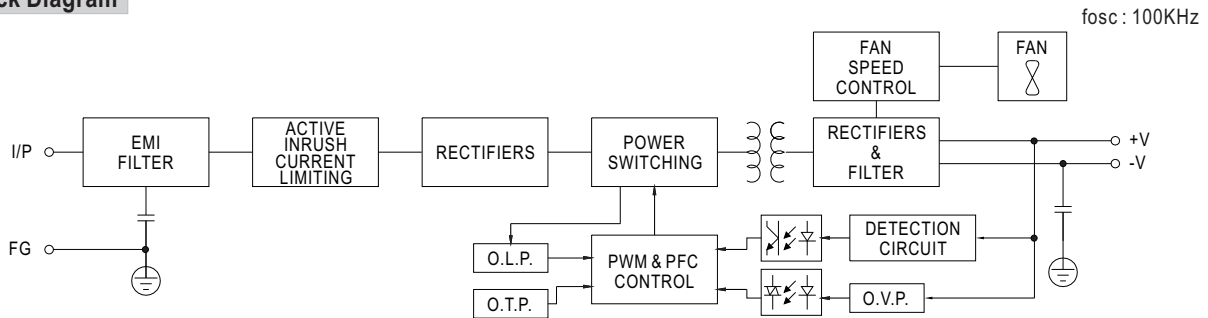 ck Diagram
fosc : 100KHz
FAN
SPEED
CONTROL
FAN
I/P
EMI
FILTER
ACTIVE
INRUSH
CURRENT
LIMITING
RECTIFIERS
POWER
SWITCHING
RECTIFIERS
&
FILTER
+V
-V
FG
O.L.P.
PWM & PFC
CONTROL
DETECTION
CIRCUIT
O.T.P.
O.V.P.